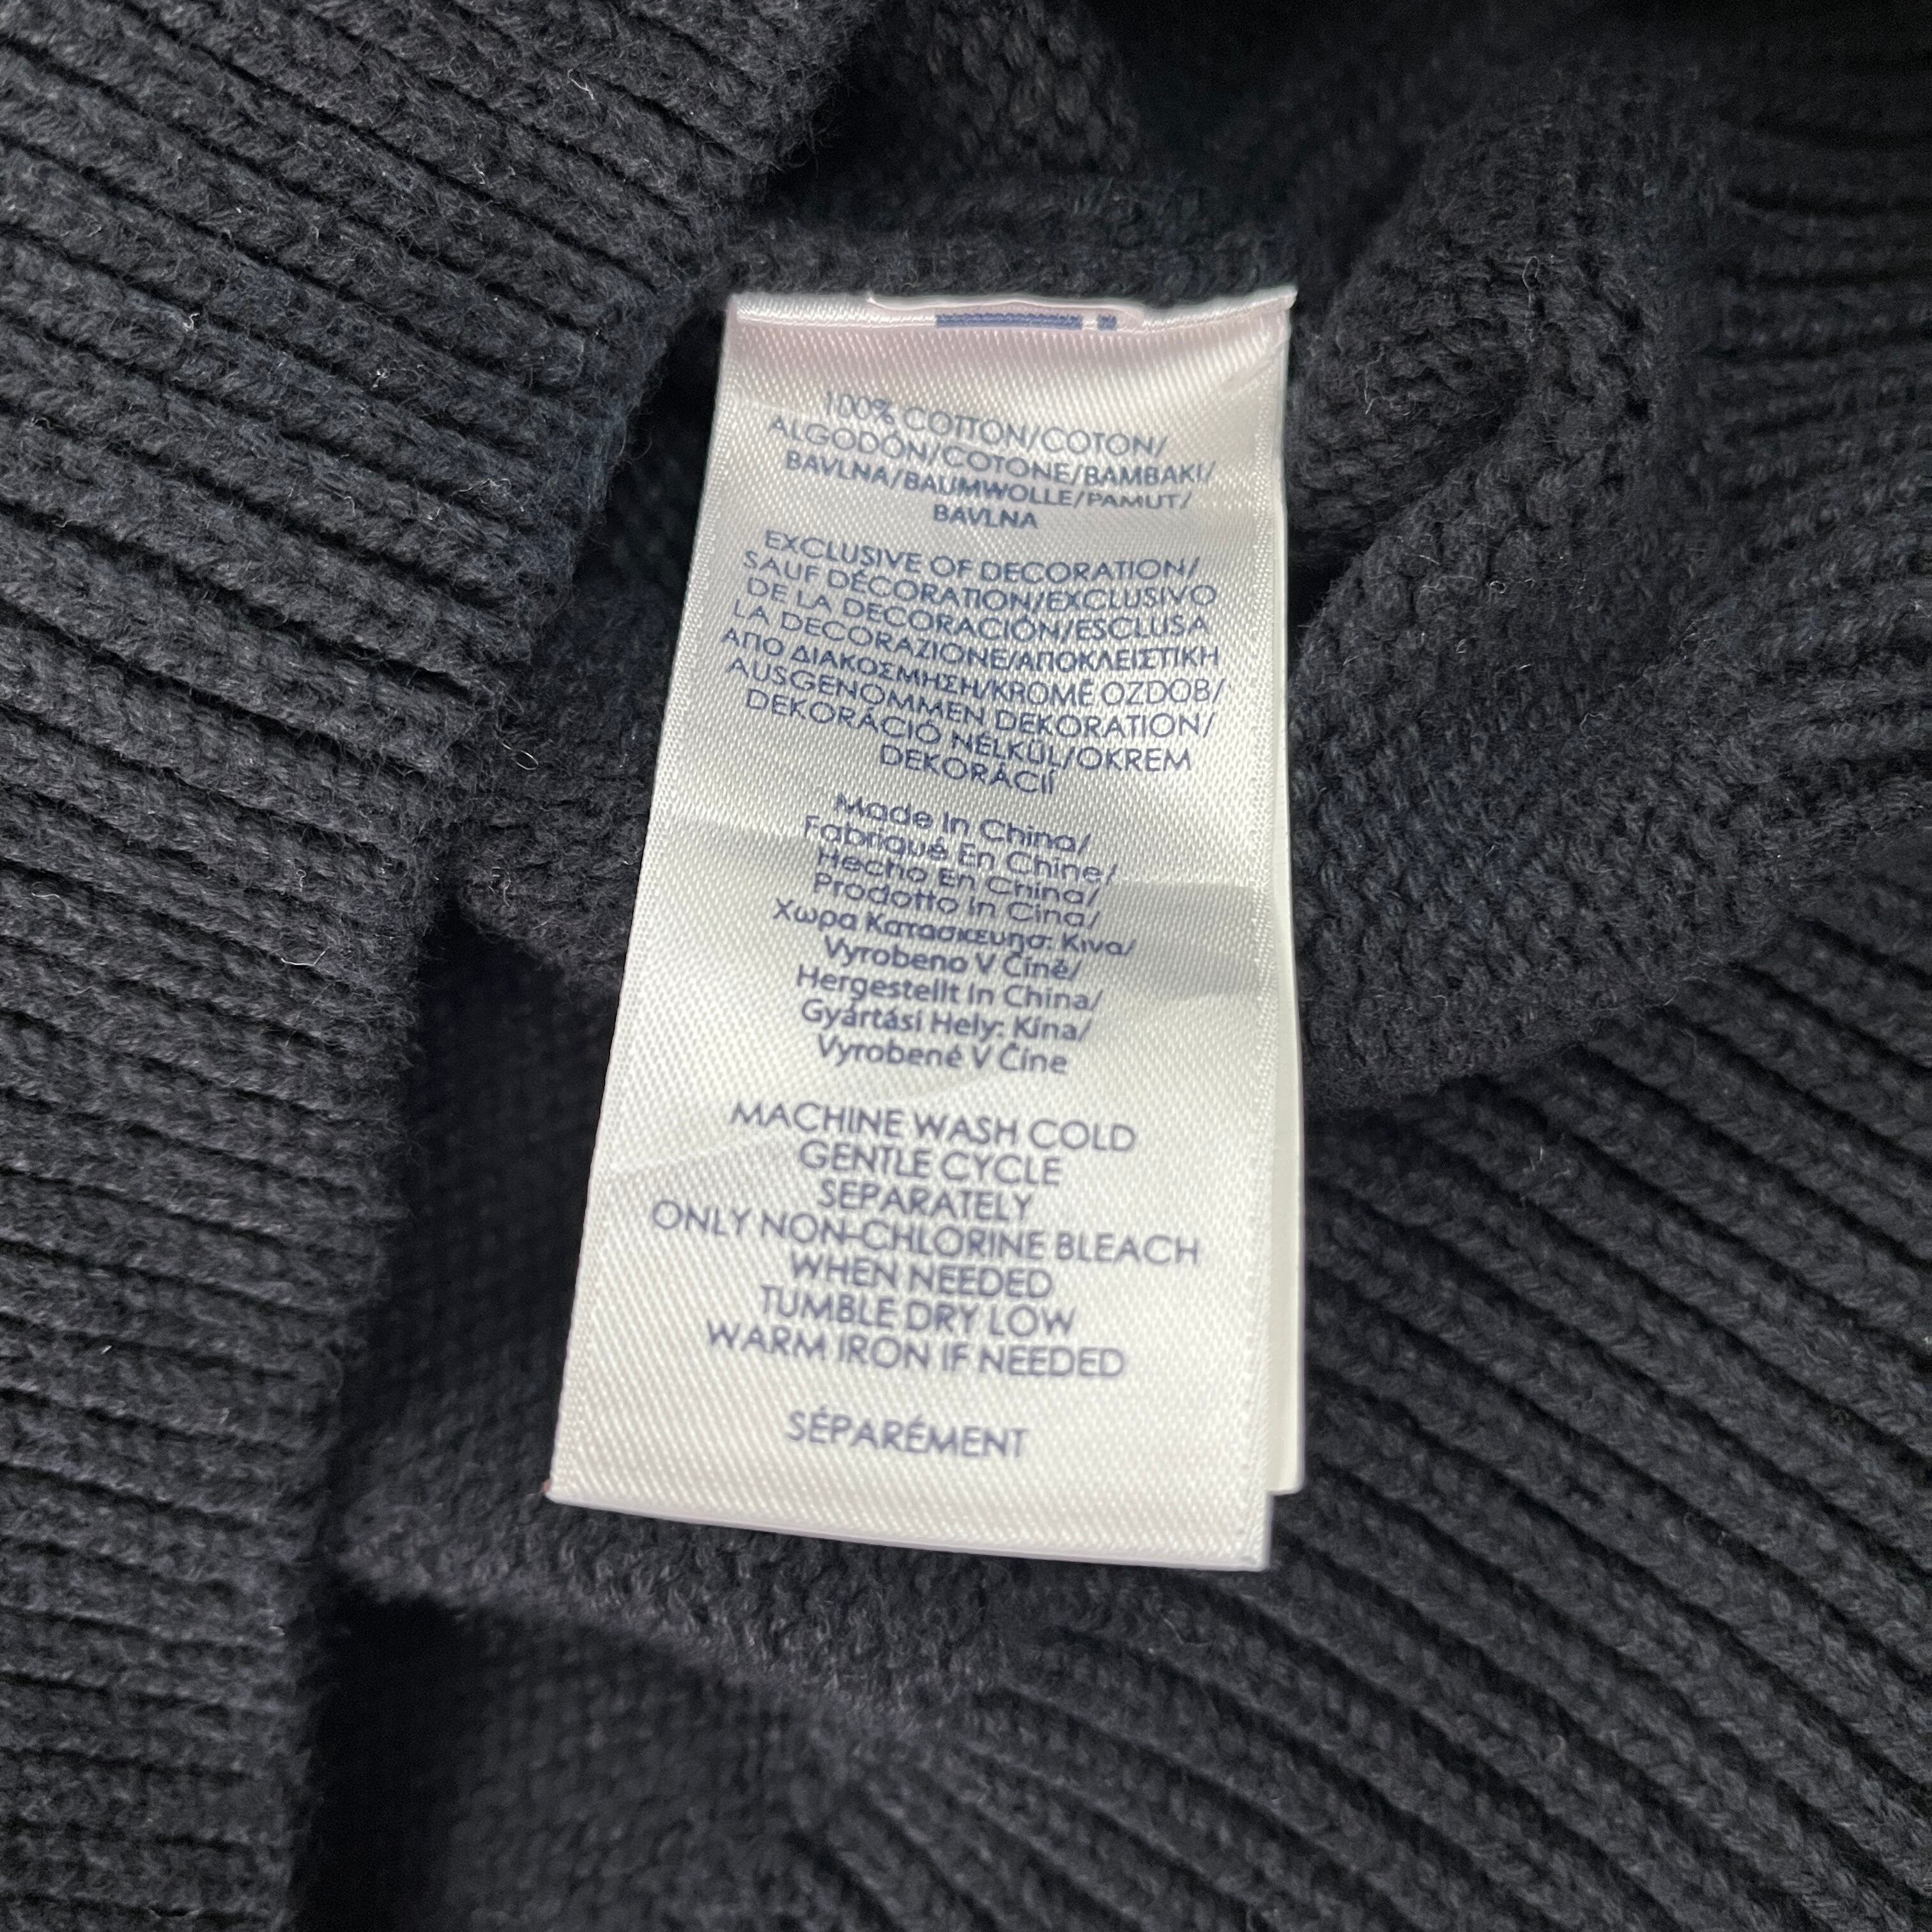 100% COTTON/COTON/
ALGODÓN/COTONE/BAMBAKI/
BAVLNA/BAUMWOLLE/PAMUT/
BAVLNA
EXCLUSIVE OF DECORATION/
SAUF DÉCORATION/EXCLUSIVO
DE LA DECORACIÓN/ESCLUSA
LA DECORAZIONE/ΑΠΟΚΛΕΙΣΤΙΚΗ
ΑΠΟ ΔΙΑΚΟΣΜΗΣΗ/KROMĚ OZDOB/
AUSGENOMMEN DEKORATION/
DEKORÁCIÓ NÉLKÜL/OKREM
DEKORÁCIÍ
Made In China/
Fabriqué En Chine/
Hecho En China/
Prodotto In Cina/
Χωρα Κατασκευησ: Κινα/
Vyrobeno V Číně/
Hergestellt In China/
Gyártási Hely: Kína/
Vyrobené V Číne
MACHINE WASH COLD
GENTLE CYCLE
SEPARATELY
ONLY NON-CHLORINE BLEACH
WHEN NEEDED
TUMBLE DRY LOW
WARM IRON IF NEEDED
SÉPARÉMENT